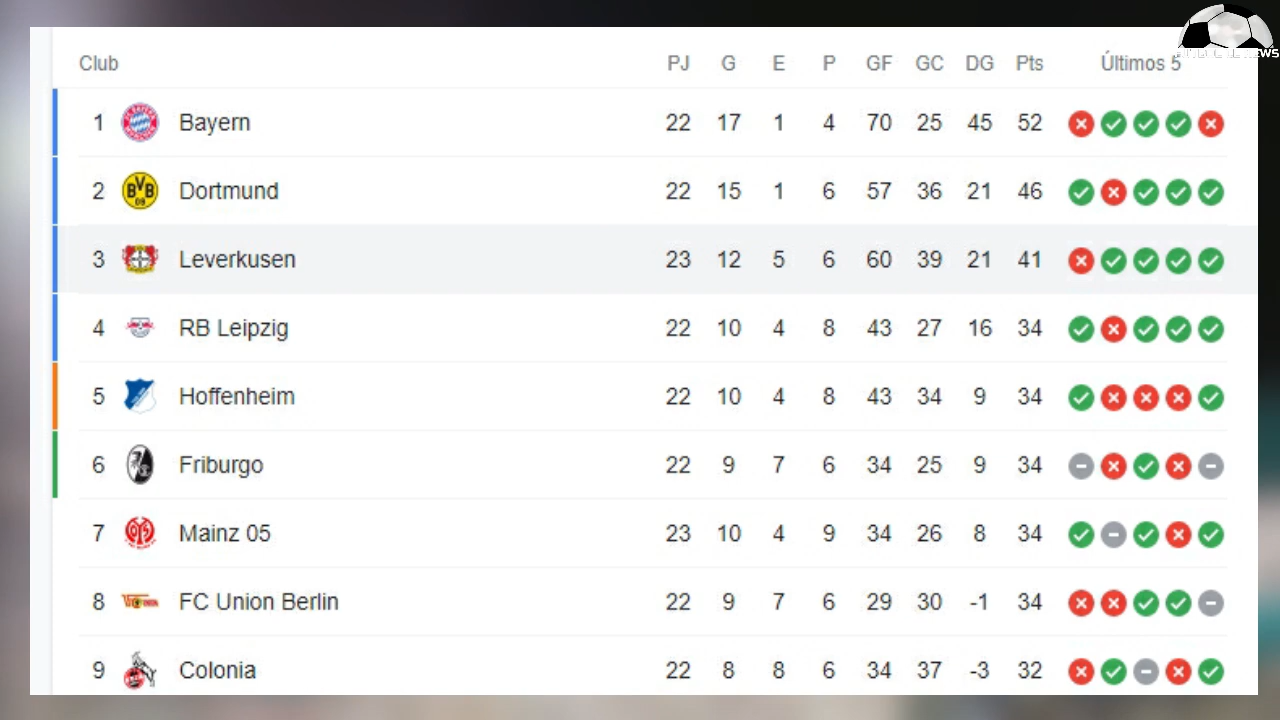 Club PJ G E P GF GC DG Pts Últimos 5
1 Bayern 22 17 1 4 70 25 45 52
2 BVB 09 Dortmund 22 15 1 6 57 36 21 46
3 Leverkusen 23 12 5 6 60 39 21 41
4 RB Leipzig 22 10 4 8 43 27 16 34
5 Hoffenheim 22 10 4 8 43 34 9 34
6 Friburgo 22 9 7 6 34 25 9 34
7 Mainz 05 23 10 4 9 34 26 8 34
8 FC Union Berlin 22 9 7 6 29 30 -1 34
9 Colonia 22 8 8 6 34 37 -3 32